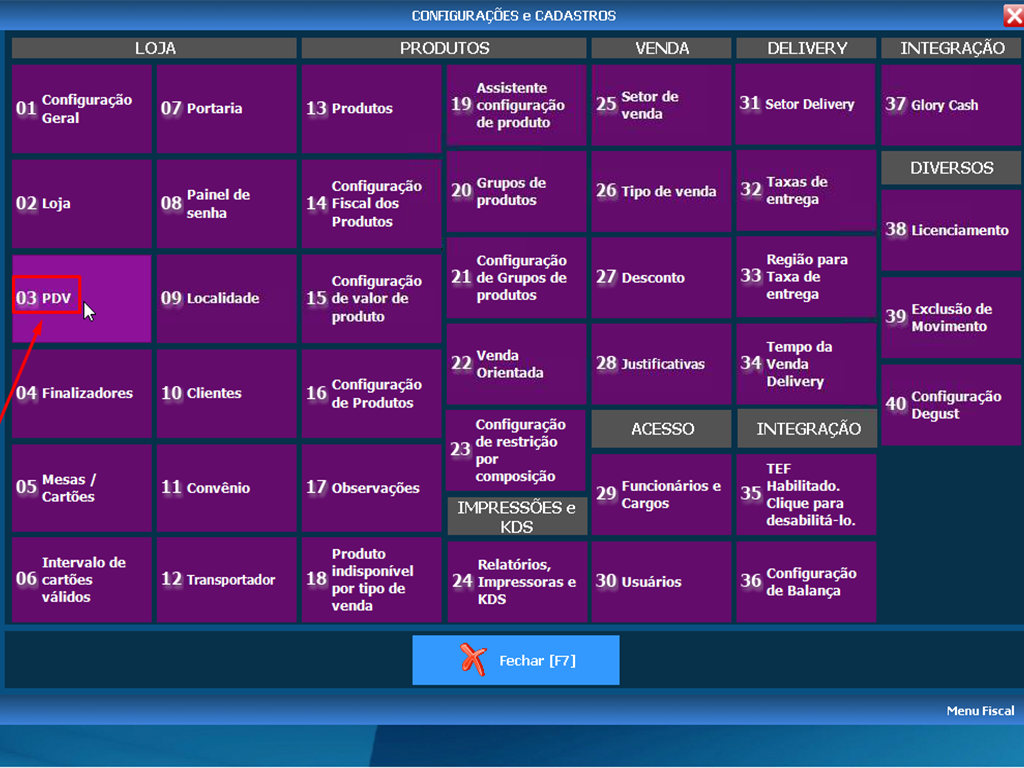 CONFIGURAÇÕES e CADASTROS
LOJA
01 Configuração
Geral
07 Portaria
02 Loja
08 Painel de
senha
03 PDV
09 Localidade
04 Finalizadores
10 Clientes
05 Mesas /
Cartões
11 Convênio
06 Intervalo de
cartões
válidos
12 Transportador
PRODUTOS
13 Produtos
14 Configuração
Fiscal dos
Produtos
15 Configuração
de valor de
produto
16 Configuração
de Produtos
17 Observações
18 Produto
indisponível
por tipo de
venda
19 Assistente
configuração
de produto
20 Grupos de
produtos
21 Configuração
de Grupos de
produtos
22 Venda
Orientada
23 Configuração
de restrição
por
composição
IMPRESSÕES e
KDS
24 Relatórios,
Impressoras e
KDS
VENDA
25 Setor de
venda
26 Tipo de venda
27 Desconto
28 Justificativas
ACESSO
29 Funcionários e
Cargos
30 Usuários
DELIVERY
31 Setor Delivery
32 Taxas de
entrega
33 Região para
Taxa de
entrega
34 Tempo da
Venda
Delivery
INTEGRAÇÃO
35 TEF
Habilitado.
Clique para
desabilitá-lo.
36 Configuração
de Balança
INTEGRAÇÃO
37 Glory Cash
DIVERSOS
38 Licenciamento
39 Exclusão de
Movimento
40 Configuração
Degust
Fechar [F7]
Menu Fiscal